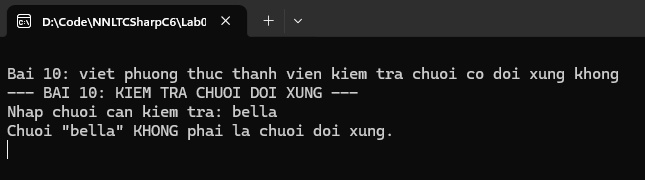 D:\Code\NNLTCSharpC6\Lab0
Bai 10: viet phuong thuc thanh vien kiem tra chuoi co doi xung khong
--- BAI 10: KIEM TRA CHUOI DOI XUNG ---
Nhap chuoi can kiem tra: bella
Chuoi "bella" KHONG phai la chuoi doi xung.